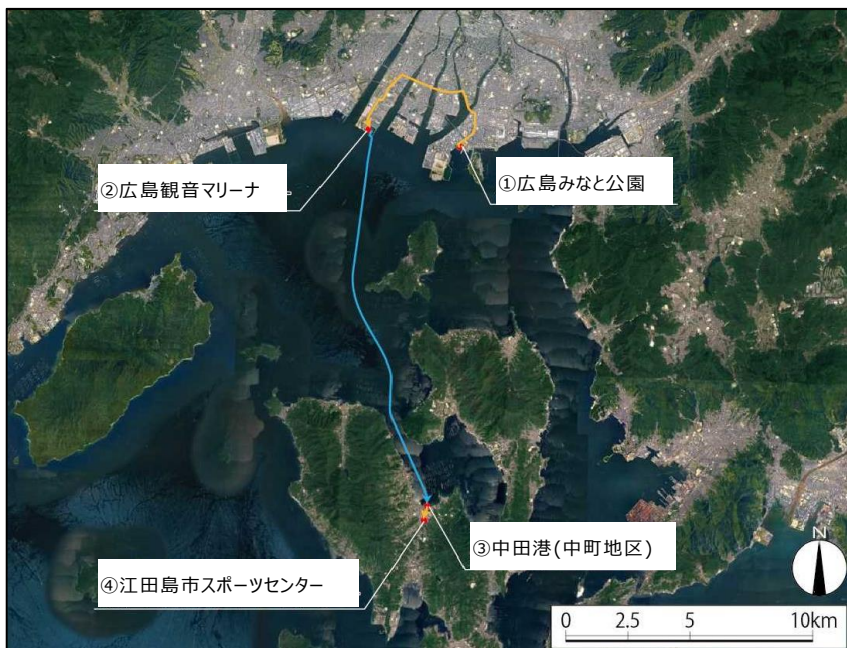 ②広島観音マリーナ
①広島みなと公園
③中田港(中町地区)
④江田島市スポーツセンター
N
0 2.5 5 10km